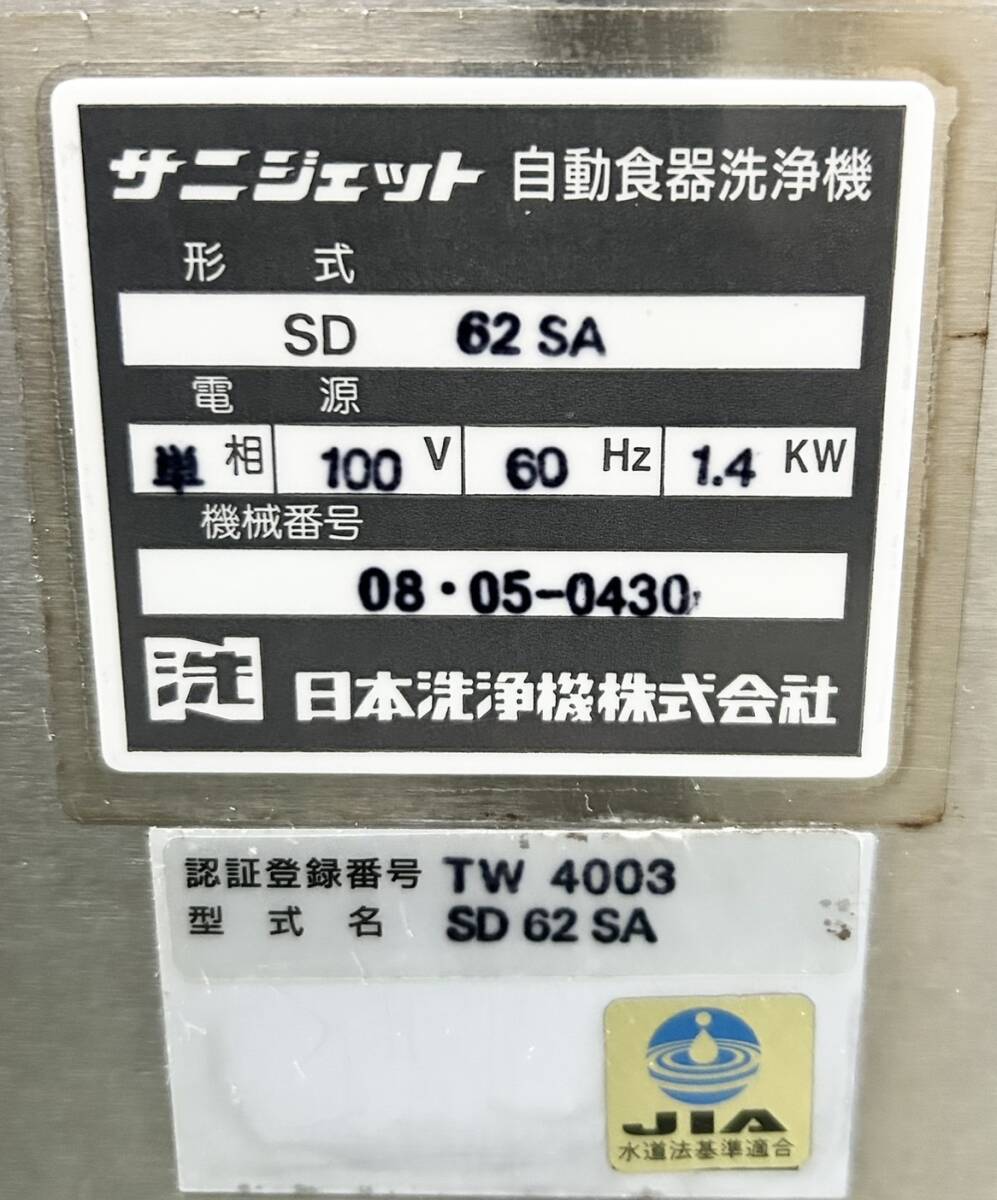 サニジェット 自動食器洗浄機
形 式
SD 62 SA
電 源
単相 100 V 60 Hz 1.4 KW
機械番号
08・05-0430
洗 日本洗浄機株式会社
認証登録番号 TW 4003
型式名 SD 62 SA
JIA
水道法基準適合